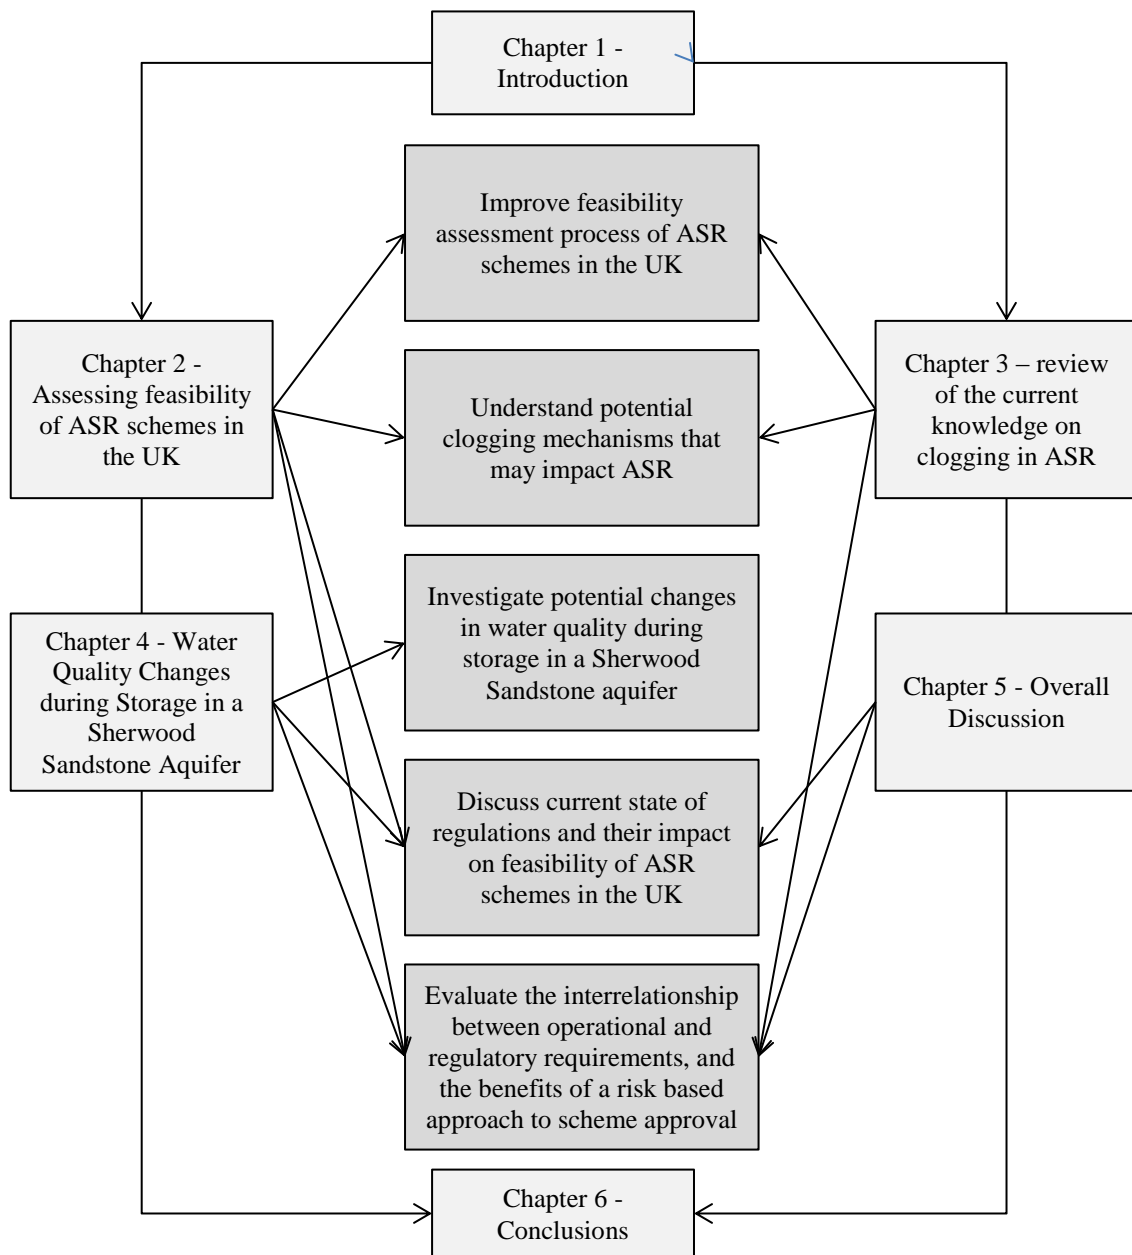 Chapter 1 -
Introduction
Improve feasibility
assessment process of ASR
schemes in the UK
Chapter 2 -
Assessing feasibility
of ASR schemes in
the UK
Understand potential
clogging mechanisms that
may impact ASR
Chapter 3 – review
of the current
knowledge on
clogging in ASR
Investigate potential changes
in water quality during
storage in a Sherwood
Sandstone aquifer
Chapter 4 - Water
Quality Changes
during Storage in a
Sherwood
Sandstone Aquifer
Chapter 5 - Overall
Discussion
Discuss current state of
regulations and their impact
on feasibility of ASR
schemes in the UK
Evaluate the interrelationship
between operational and
regulatory requirements, and
the benefits of a risk based
approach to scheme approval
Chapter 6 -
Conclusions